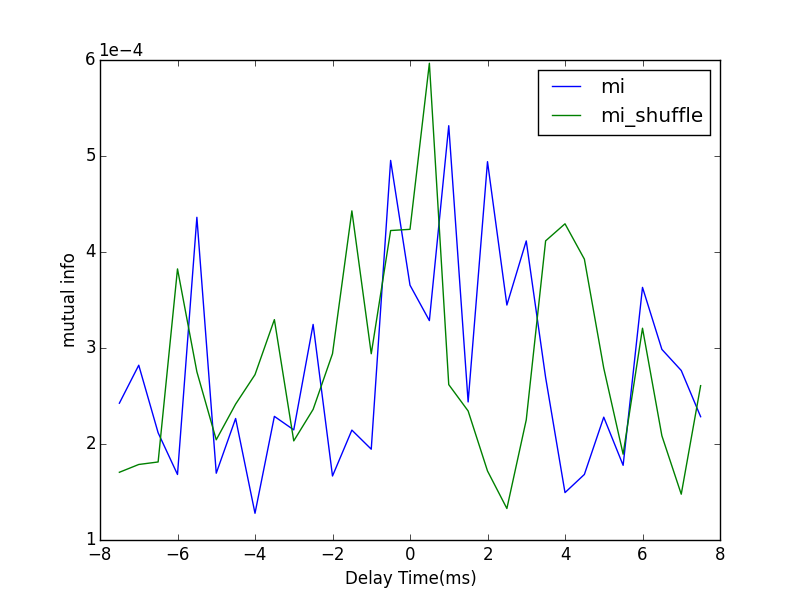 1e−4
6
5
4
3
2
1
mutual info
mi
mi_shuffle
−8 −6 −4 −2 0 2 4 6 8
Delay Time(ms)